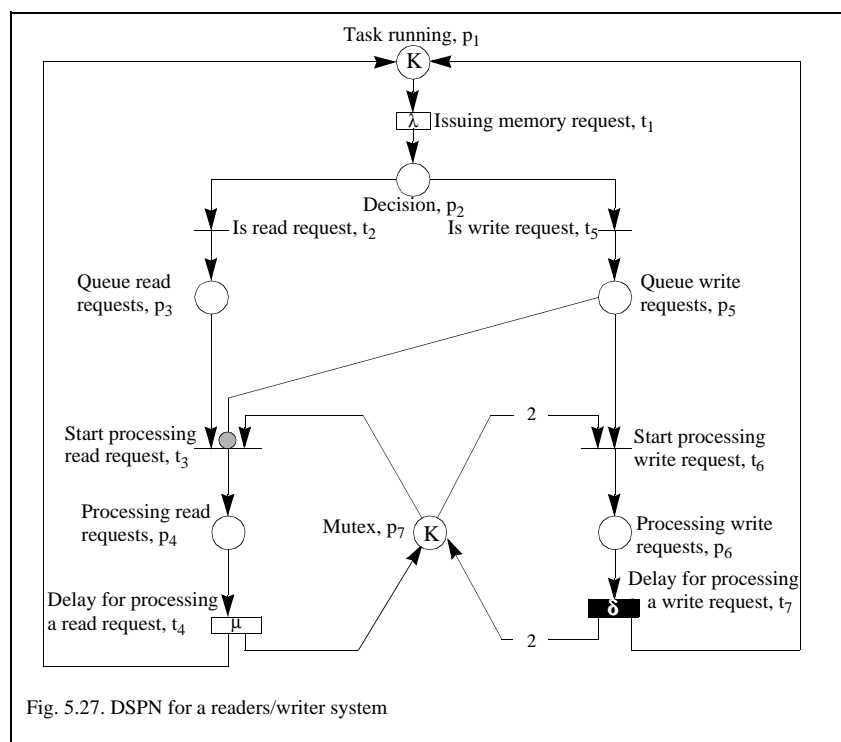 Task running, p1
K
λ
Issuing memory request, t1
Decision, p2
Is read request, t2
Is write request, t5
Queue read
requests, p3
Queue write
requests, p5
2
Start processing
read request, t3
Start processing
write request, t6
Processing read
requests, p4
Mutex, p7
K
Processing write
requests, p6
Delay for processing
a read request, t4
μ
Delay for processing
a write request, t7
δ
2
Fig. 5.27. DSPN for a readers/writer system